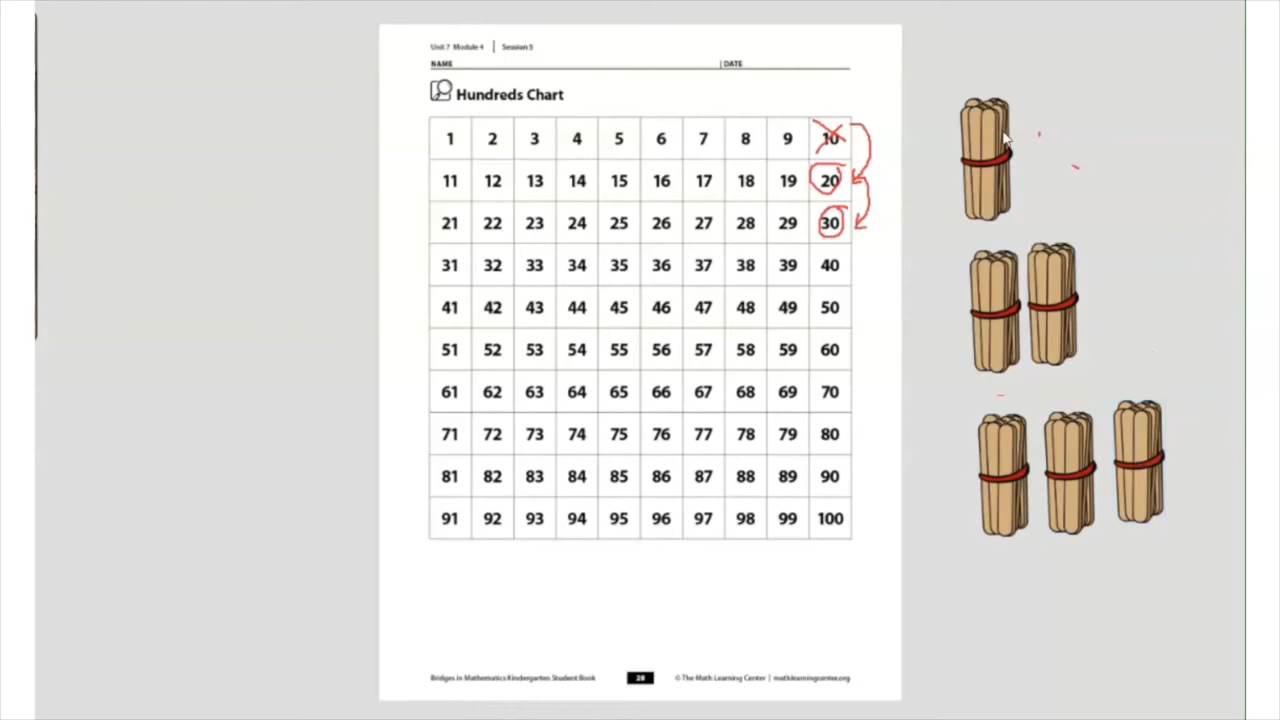 Unit 7 Module 4 | Session 5
NAME | DATE
Hundreds Chart
1 2 3 4 5 6 7 8 9 10
11 12 13 14 15 16 17 18 19 20
21 22 23 24 25 26 27 28 29 30
31 32 33 34 35 36 37 38 39 40
41 42 43 44 45 46 47 48 49 50
51 52 53 54 55 56 57 58 59 60
61 62 63 64 65 66 67 68 69 70
71 72 73 74 75 76 77 78 79 80
81 82 83 84 85 86 87 88 89 90
91 92 93 94 95 96 97 98 99 100
Bridges in Mathematics Kindergarten Student Book 28 © The Math Learning Center | mathlearningcenter.org